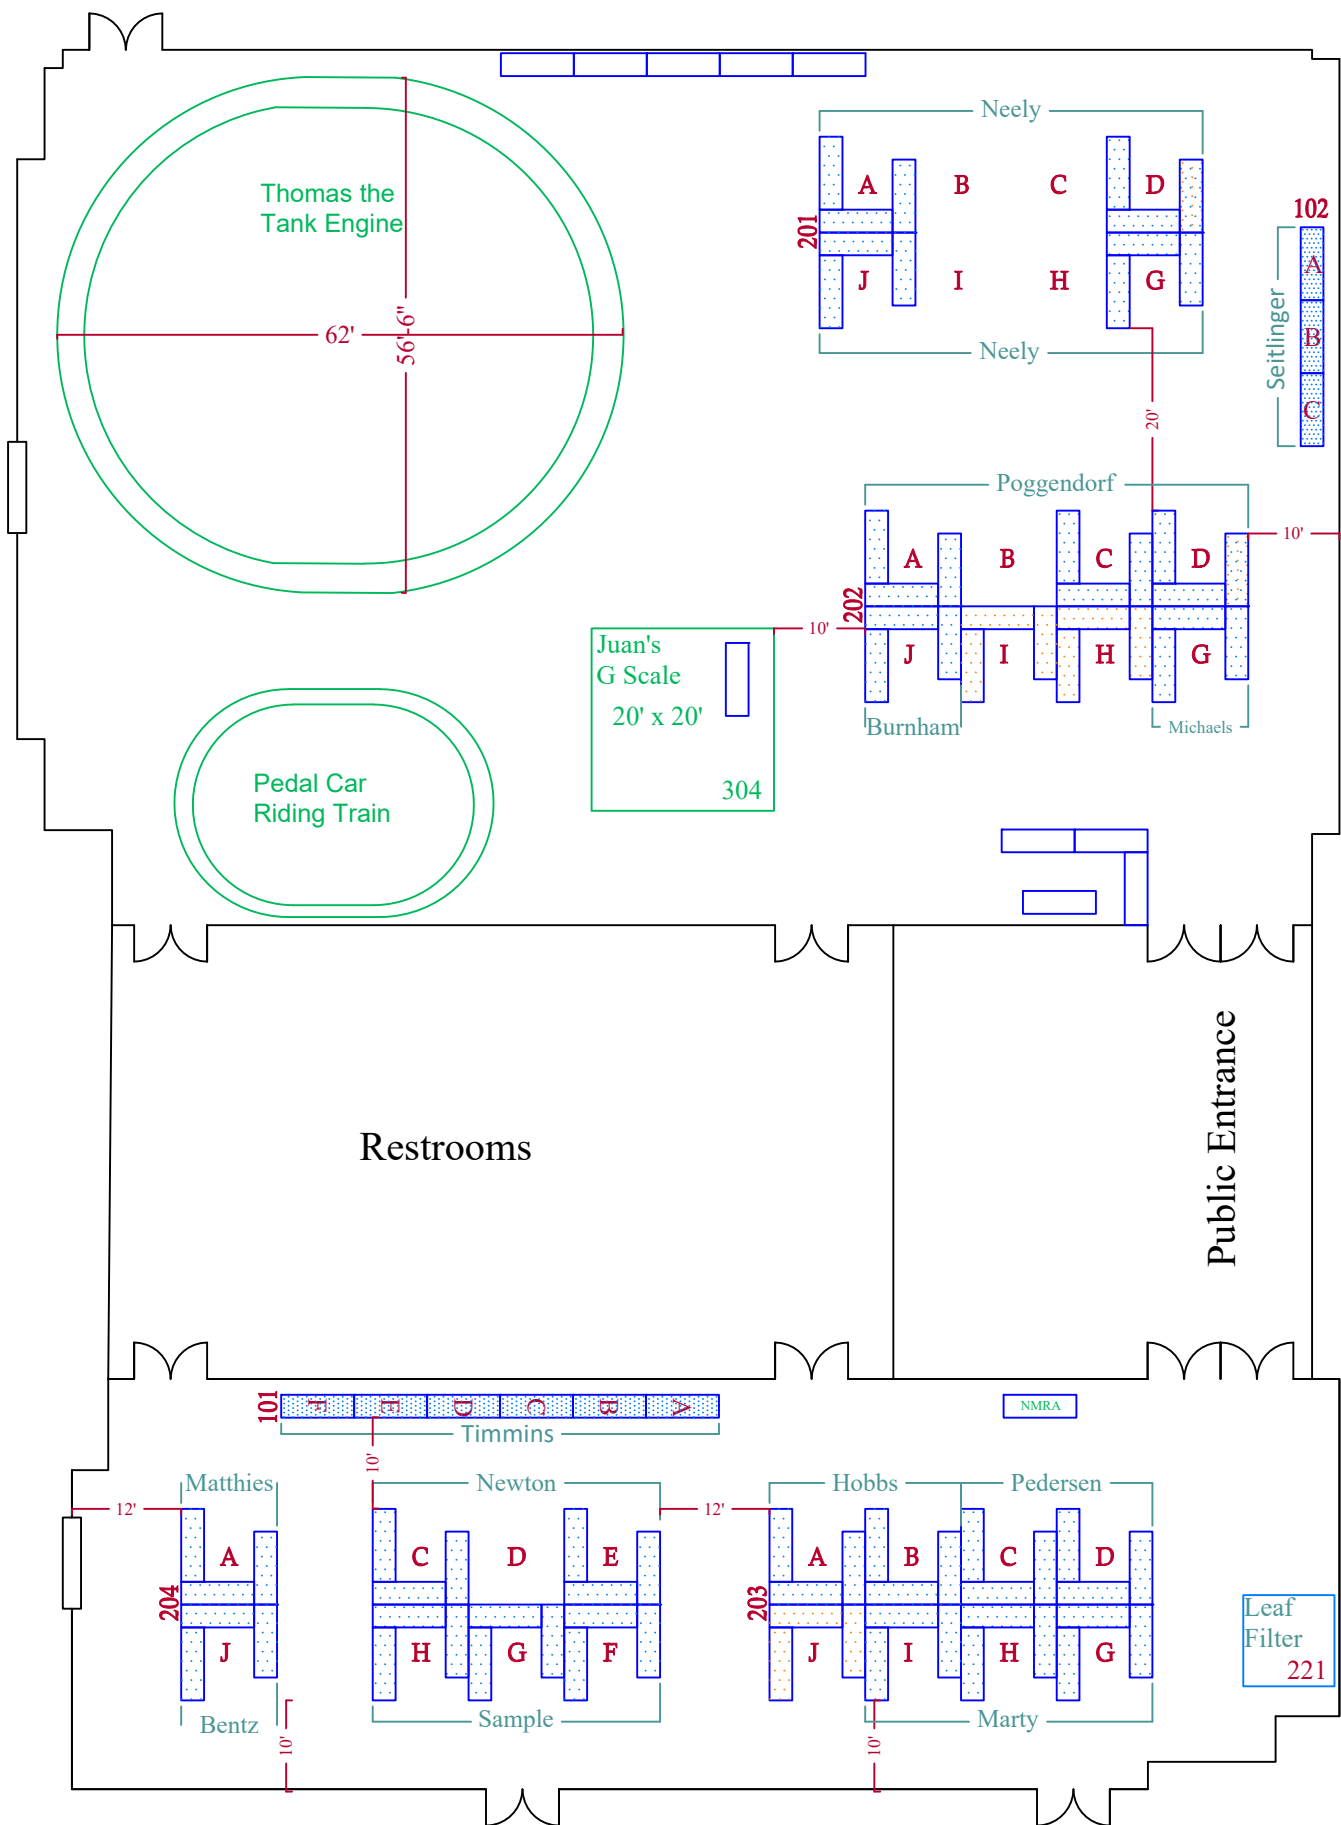 Neely
Thomas the
Tank Engine
A
B
C
D
201
102
J
I
H
G
A
B
C
Seitlinger
62'
56'-6"
Neely
20'
Poggendorf
10'
A
B
C
D
202
10'
J
I
H
G
Juan's
G Scale
20' x 20'
304
Burnham
Michaels
Pedal Car
Riding Train
Restrooms
Public Entrance
101
F
E
D
C
B
A
NMRA
Timmins
10'
Matthies
Newton
Hobbs
Pedersen
12'
12'
A
C
D
E
A
B
C
D
204
203
J
H
G
F
J
I
H
G
Leaf
Filter
221
Bentz
Sample
Marty
10'
10'